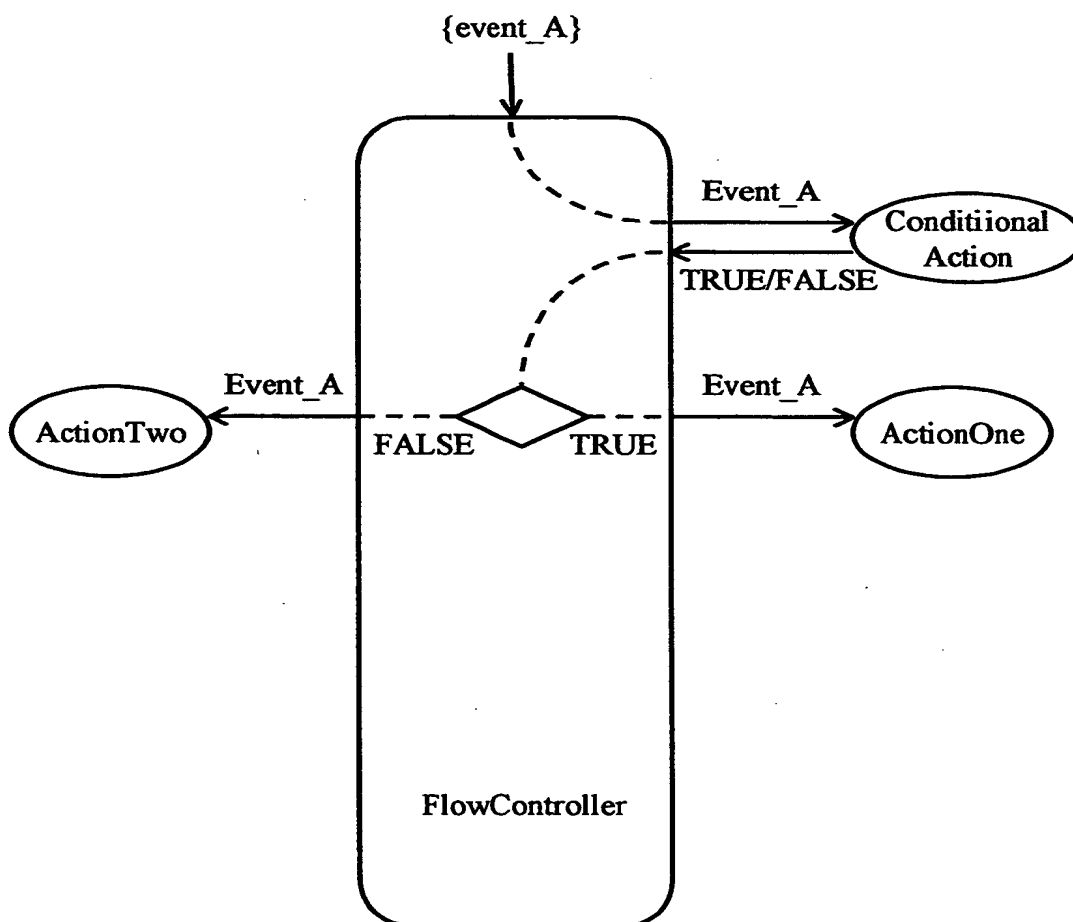 {event_A}
Event_A
Conditiional
Action
TRUE/FALSE
Event_A
Event_A
ActionTwo
FALSE
TRUE
ActionOne
FlowController